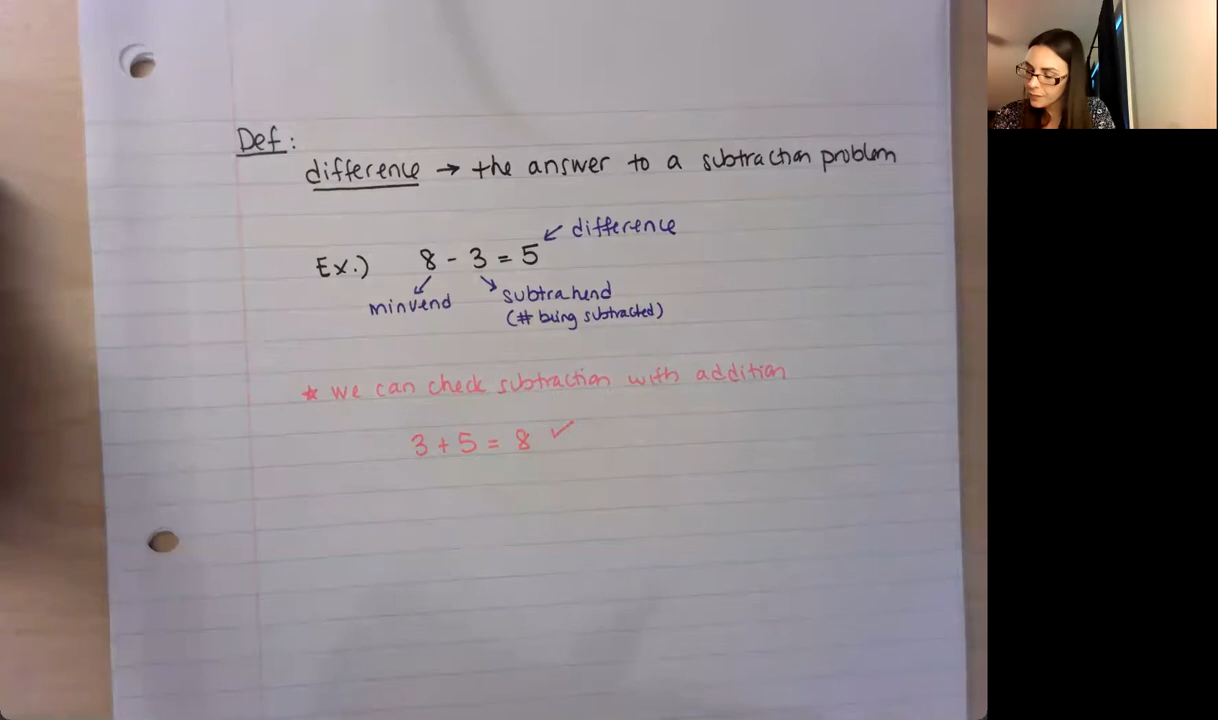 Def:
difference → the answer to a subtraction problem
↙ difference
Ex.) 8 - 3 = 5
minuend
subtrahend
(# being subtracted)
* we can check subtraction with addition
3 + 5 = 8 ✓